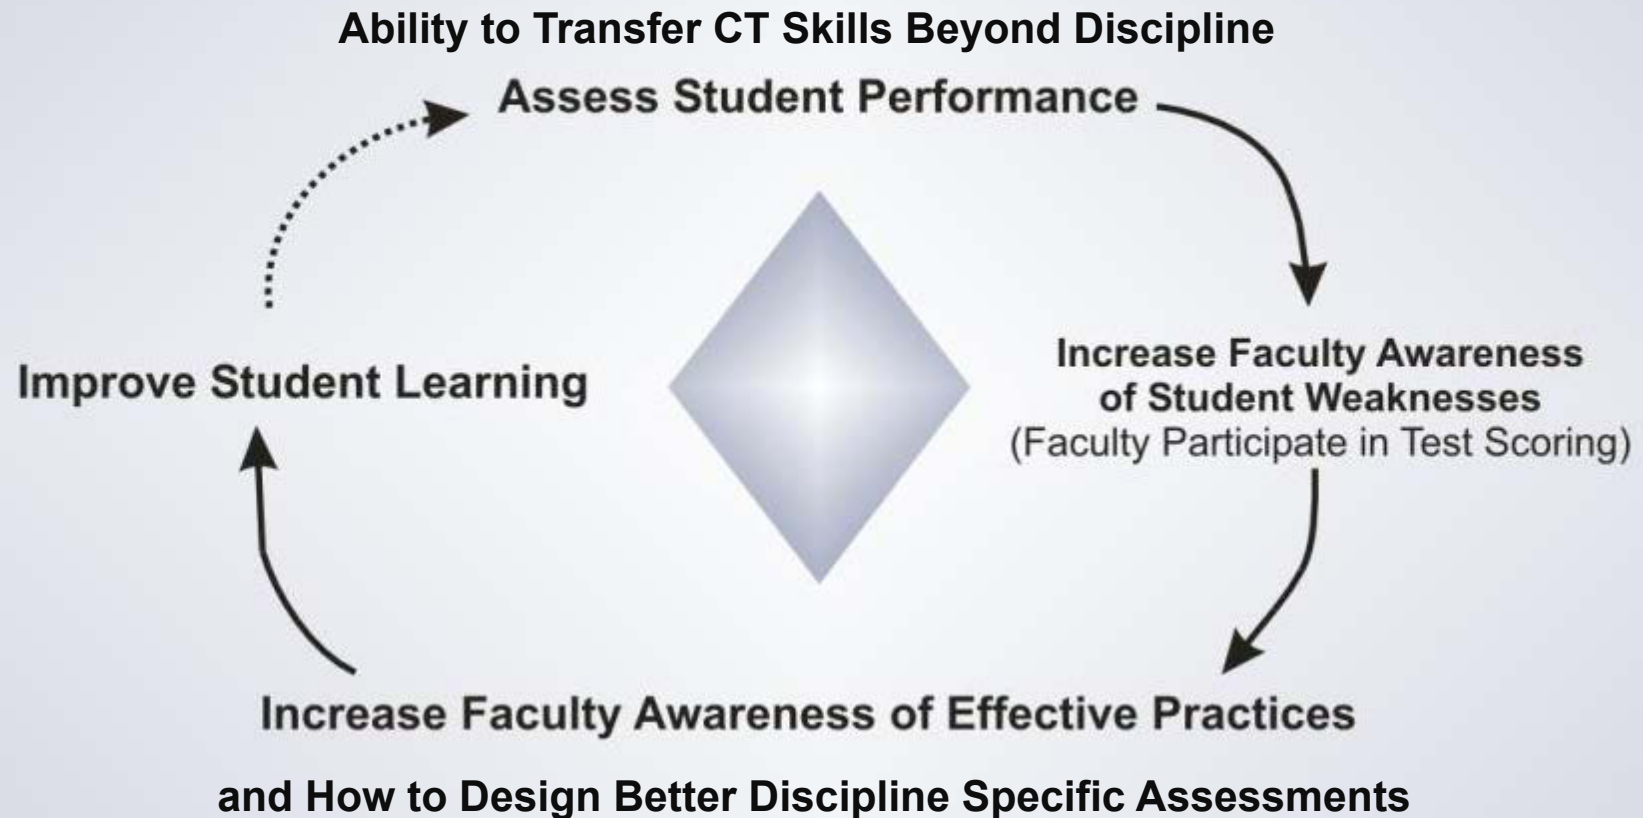 Ability to Transfer CT Skills Beyond Discipline
Assess Student Performance
Increase Faculty Awareness
of Student Weaknesses
(Faculty Participate in Test Scoring)
Improve Student Learning
Increase Faculty Awareness of Effective Practices
and How to Design Better Discipline Specific Assessments